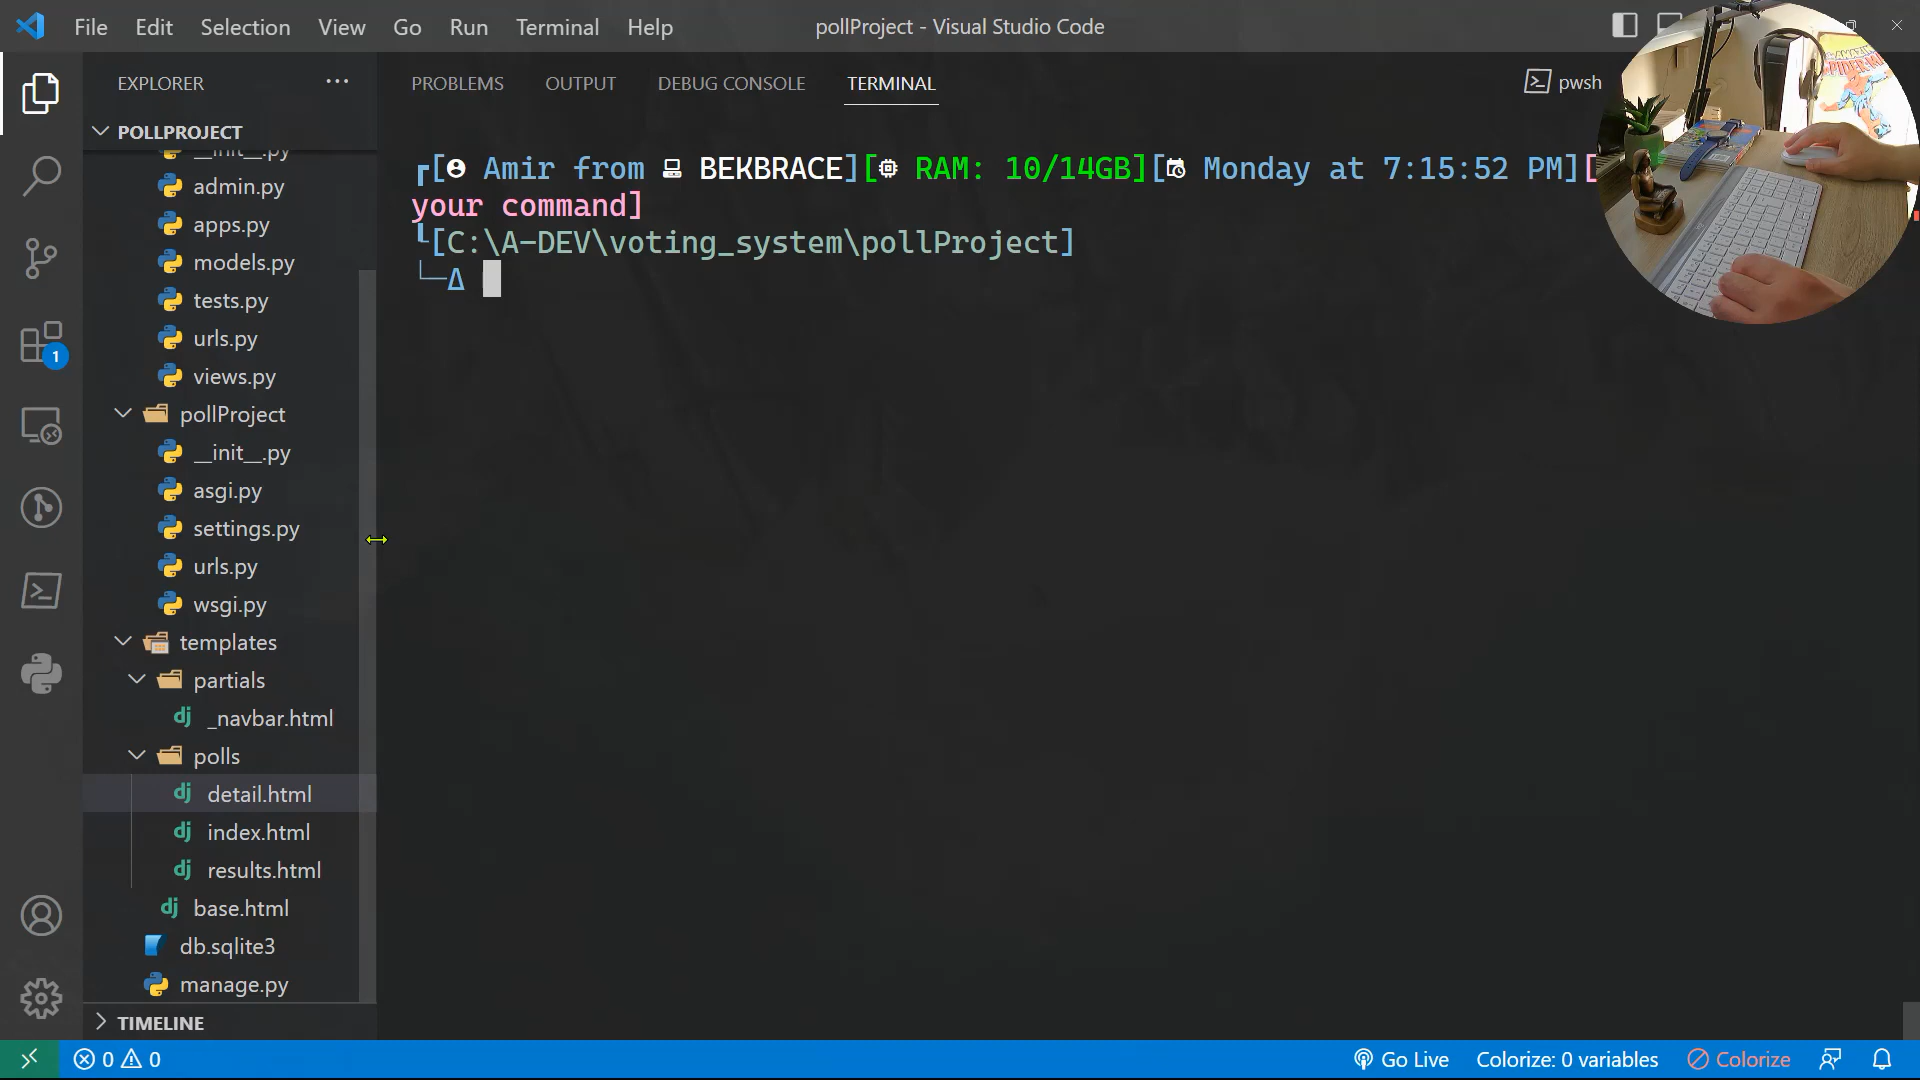 File Edit Selection View Go Run Terminal Help
pollProject - Visual Studio Code
EXPLORER
POLLPROJECT
__init__.py
admin.py
apps.py
models.py
tests.py
urls.py
views.py
pollProject
__init__.py
asgi.py
settings.py
urls.py
wsgi.py
templates
partials
_navbar.html
polls
detail.html
index.html
results.html
base.html
db.sqlite3
manage.py
TIMELINE
PROBLEMS OUTPUT DEBUG CONSOLE TERMINAL
pwsh
[ Amir from BEKBRACE][ RAM: 10/14GB][ Monday at 7:15:52 PM][
your command]
[C:\A-DEV\voting_system\pollProject]
Δ
1
0 0
Go Live Colorize: 0 variables Colorize